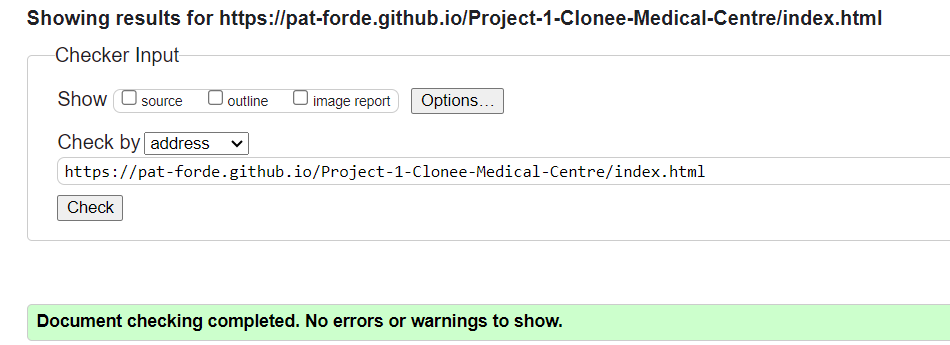 Showing results for https://pat-forde.github.io/Project-1-Clonee-Medical-Centre/index.html
Checker Input
Show source outline image report Options...
Check by address
https://pat-forde.github.io/Project-1-Clonee-Medical-Centre/index.html
Check
Document checking completed. No errors or warnings to show.